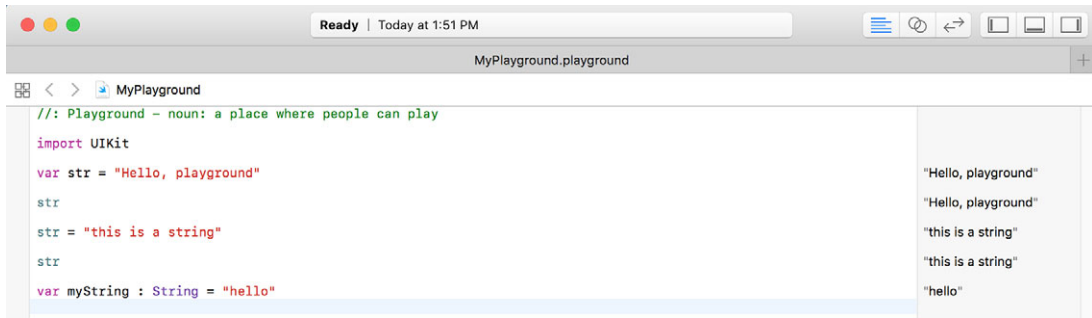 Ready | Today at 1:51 PM
MyPlayground.playground
MyPlayground
//: Playground – noun: a place where people can play
import UIKit
var str = "Hello, playground" "Hello, playground"
str "Hello, playground"
str = "this is a string" "this is a string"
str "this is a string"
var myString : String = "hello" "hello"